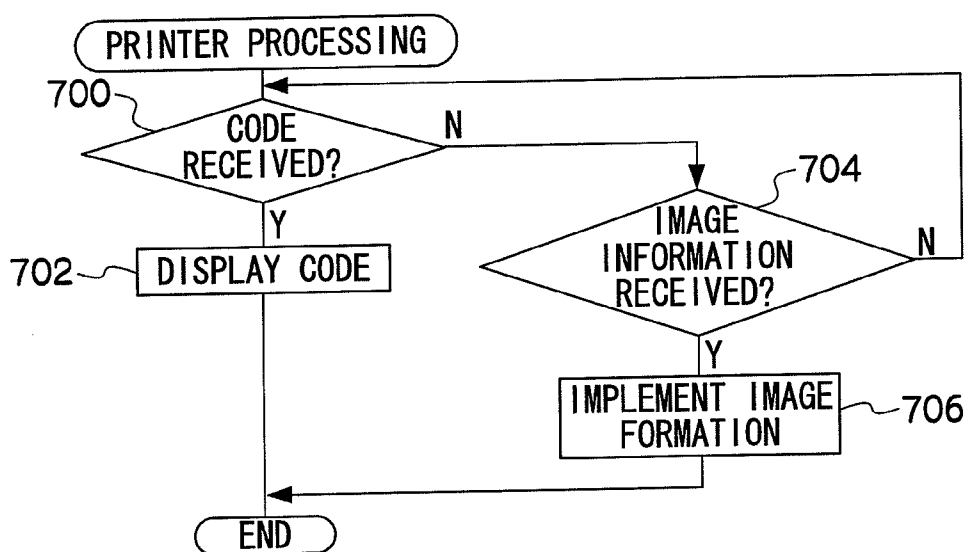 PRINTER PROCESSING
700
CODE
RECEIVED?
N
Y
702
DISPLAY CODE
704
IMAGE
INFORMATION
RECEIVED?
N
Y
IMPLEMENT IMAGE
FORMATION
706
END